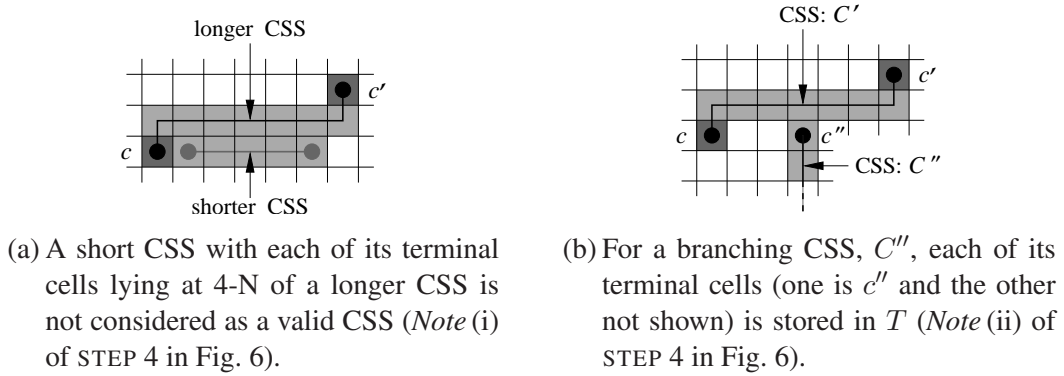 longer CSS
c'
c
shorter CSS
(a) A short CSS with each of its terminal
cells lying at 4-N of a longer CSS is
not considered as a valid CSS (Note (i)
of STEP 4 in Fig. 6).
CSS: C'
c'
c
c''
CSS: C''
(b) For a branching CSS, C'', each of its
terminal cells (one is c'' and the other
not shown) is stored in T (Note (ii) of
STEP 4 in Fig. 6).